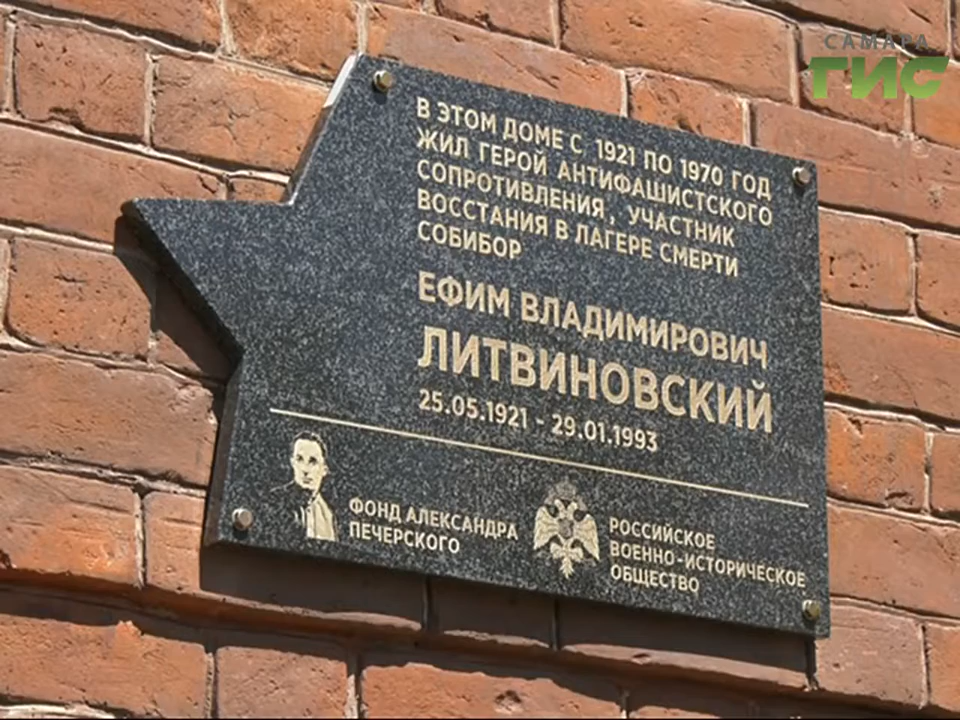 САМАРА
ГИС
В ЭТОМ ДОМЕ С 1921 ПО 1970 ГОД
ЖИЛ ГЕРОЙ АНТИФАШИСТСКОГО
СОПРОТИВЛЕНИЯ, УЧАСТНИК
ВОССТАНИЯ В ЛАГЕРЕ СМЕРТИ
СОБИБОР
ЕФИМ ВЛАДИМИРОВИЧ
ЛИТВИНОВСКИЙ
25.05.1921 - 29.01.1993
ФОНД АЛЕКСАНДРА
ПЕЧЕРСКОГО
РОССИЙСКОЕ
ВОЕННО-ИСТОРИЧЕСКОЕ
ОБЩЕСТВО